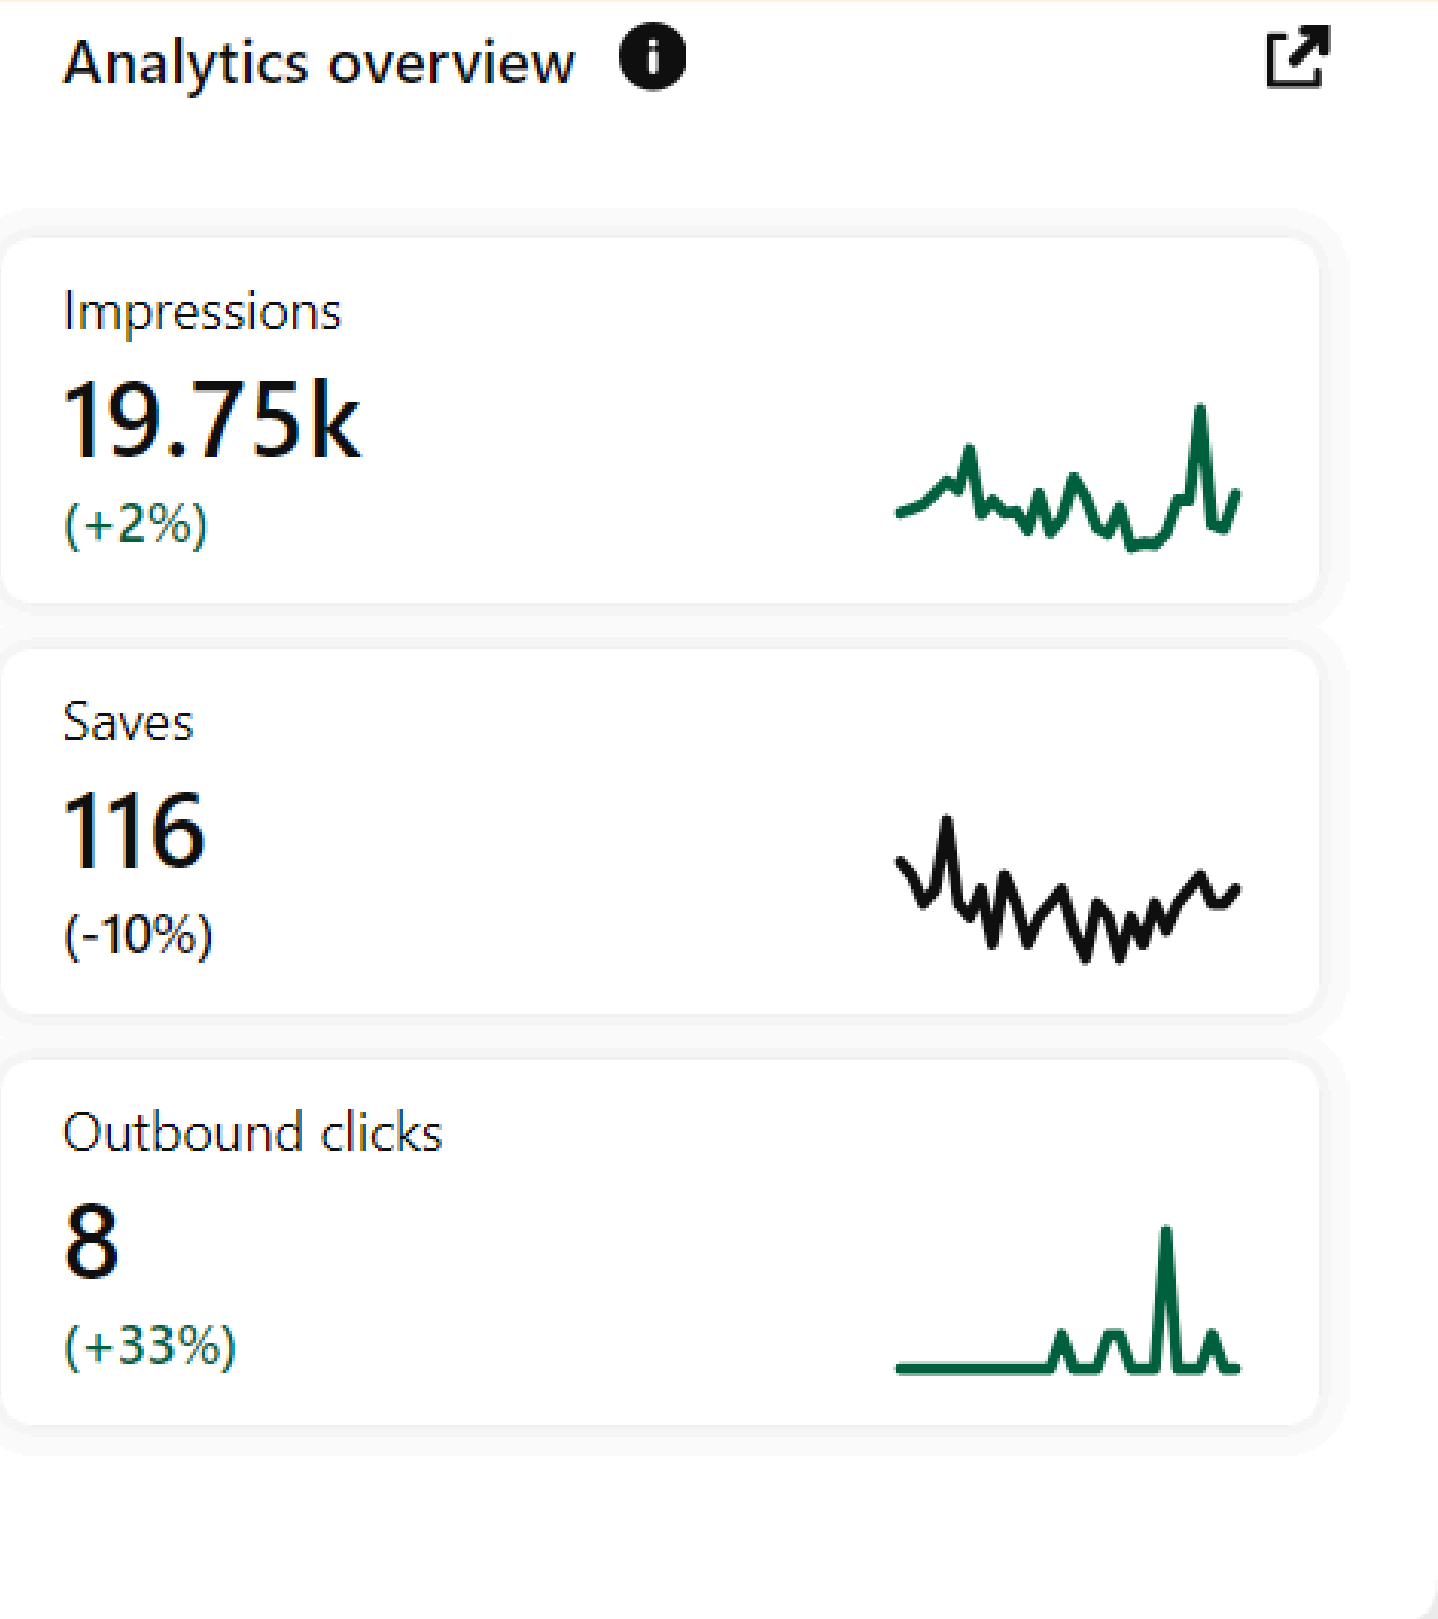 Analytics overview
Impressions
19.75k
(+2%)
Saves
116
(-10%)
Outbound clicks
8
(+33%)